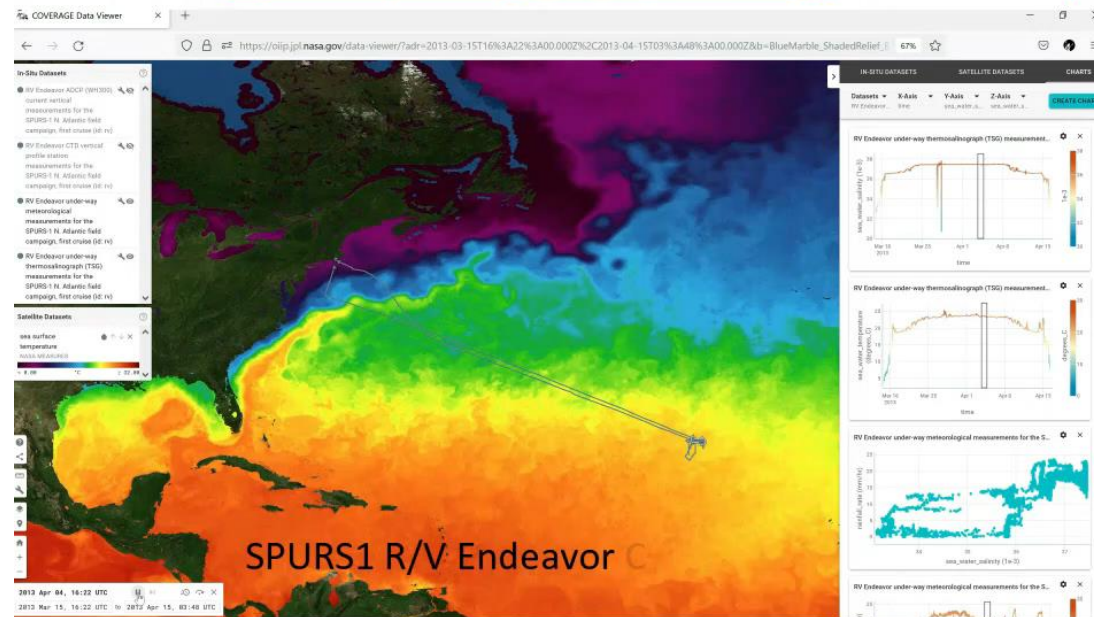 COVERAGE Data Viewer
https://oiip.jpl.nasa.gov/data-viewer/?adr=2013-03-15T16%3A22%3A00.000Z%2C2013-04-15T03%3A48%3A00.000Z&b=BlueMarble_ShadedRelief_
67%
In-Situ Datasets
RV Endeavor ADCP (WH300)
current vertical
measurements for the
SPURS-1 N. Atlantic field
campaign, first cruise (id: rv)
RV Endeavor CTD vertical
profile station
measurements for the
SPURS-1 N. Atlantic field
campaign, first cruise (id: rv)
RV Endeavor under-way
meteorological
measurements for the
SPURS-1 N. Atlantic field
campaign, first cruise (id: rv)
RV Endeavor under-way
thermosalinograph (TSG)
measurements for the
SPURS-1 N. Atlantic field
campaign, first cruise (id: rv)
Satellite Datasets
sea surface
temperature
°C
SPURS1 R/V Endeavor C
2013 Apr 04, 16:22 UTC
2013 Mar 15, 16:22 UTC to 2013 Apr 15, 03:48 UTC
IN-SITU DATASETS SATELLITE DATASETS CHARTS
Datasets X-Axis Y-Axis Z-Axis
RV Endeavor... time sea_water_s... sea_water_s...
CREATE CHAR
RV Endeavor under-way thermosalinograph (TSG) measurement...
sea_water_salinity (1e-3)
1e-3
time
RV Endeavor under-way thermosalinograph (TSG) measurement...
sea_water_temperature
(degrees_C)
degrees_C
time
RV Endeavor under-way meteorological measurements for the S...
rainfall_rate (mm/hr)
sea_water_salinity (1e-3)
RV Endeavor under-way meteorological measurements for the S...